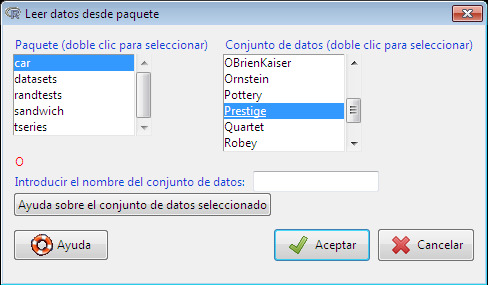 Leer datos desde paquete
Paquete (doble clic para seleccionar)
car
datasets
randtests
sandwich
tseries
Conjunto de datos (doble clic para seleccionar)
OBrienKaiser
Ornstein
Pottery
Prestige
Quartet
Robey
O
Introducir el nombre del conjunto de datos:
Ayuda sobre el conjunto de datos seleccionado
Ayuda
Aceptar
Cancelar